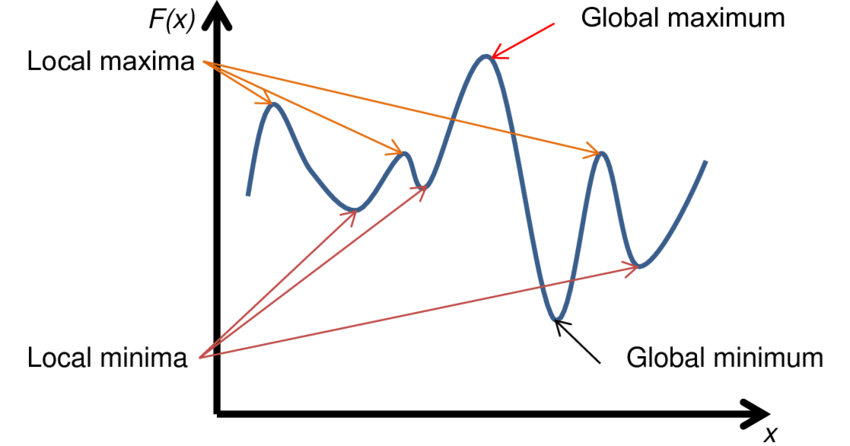 F(x)
Global maximum
Local maxima
Local minima
Global minimum
x